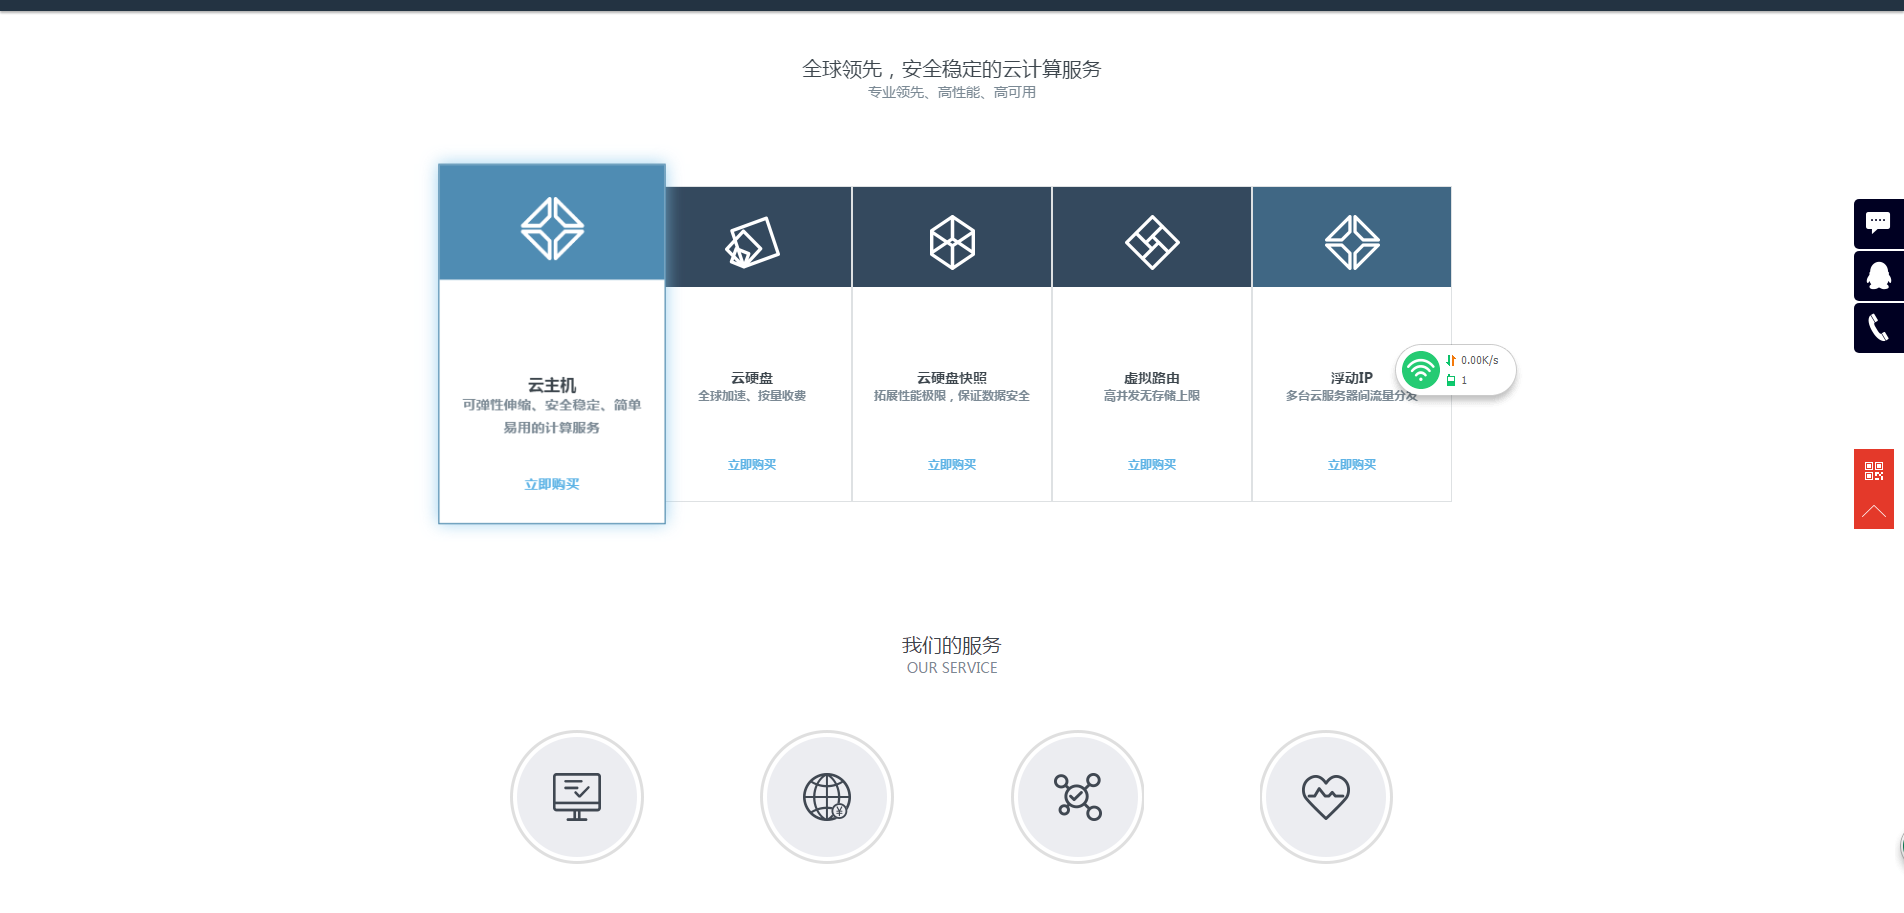 全球领先，安全稳定的云计算服务
专业领先、高性能、高可用
云主机
可弹性伸缩、安全稳定、简单
易用的计算服务
立即购买
云硬盘
全球加速、按量收费
立即购买
云硬盘快照
拓展性能极限，保证数据安全
立即购买
虚拟路由
高并发无存储上限
立即购买
浮动IP
多台云服务器间流量分发
立即购买
0.00K/s
1
我们的服务
OUR SERVICE
¥